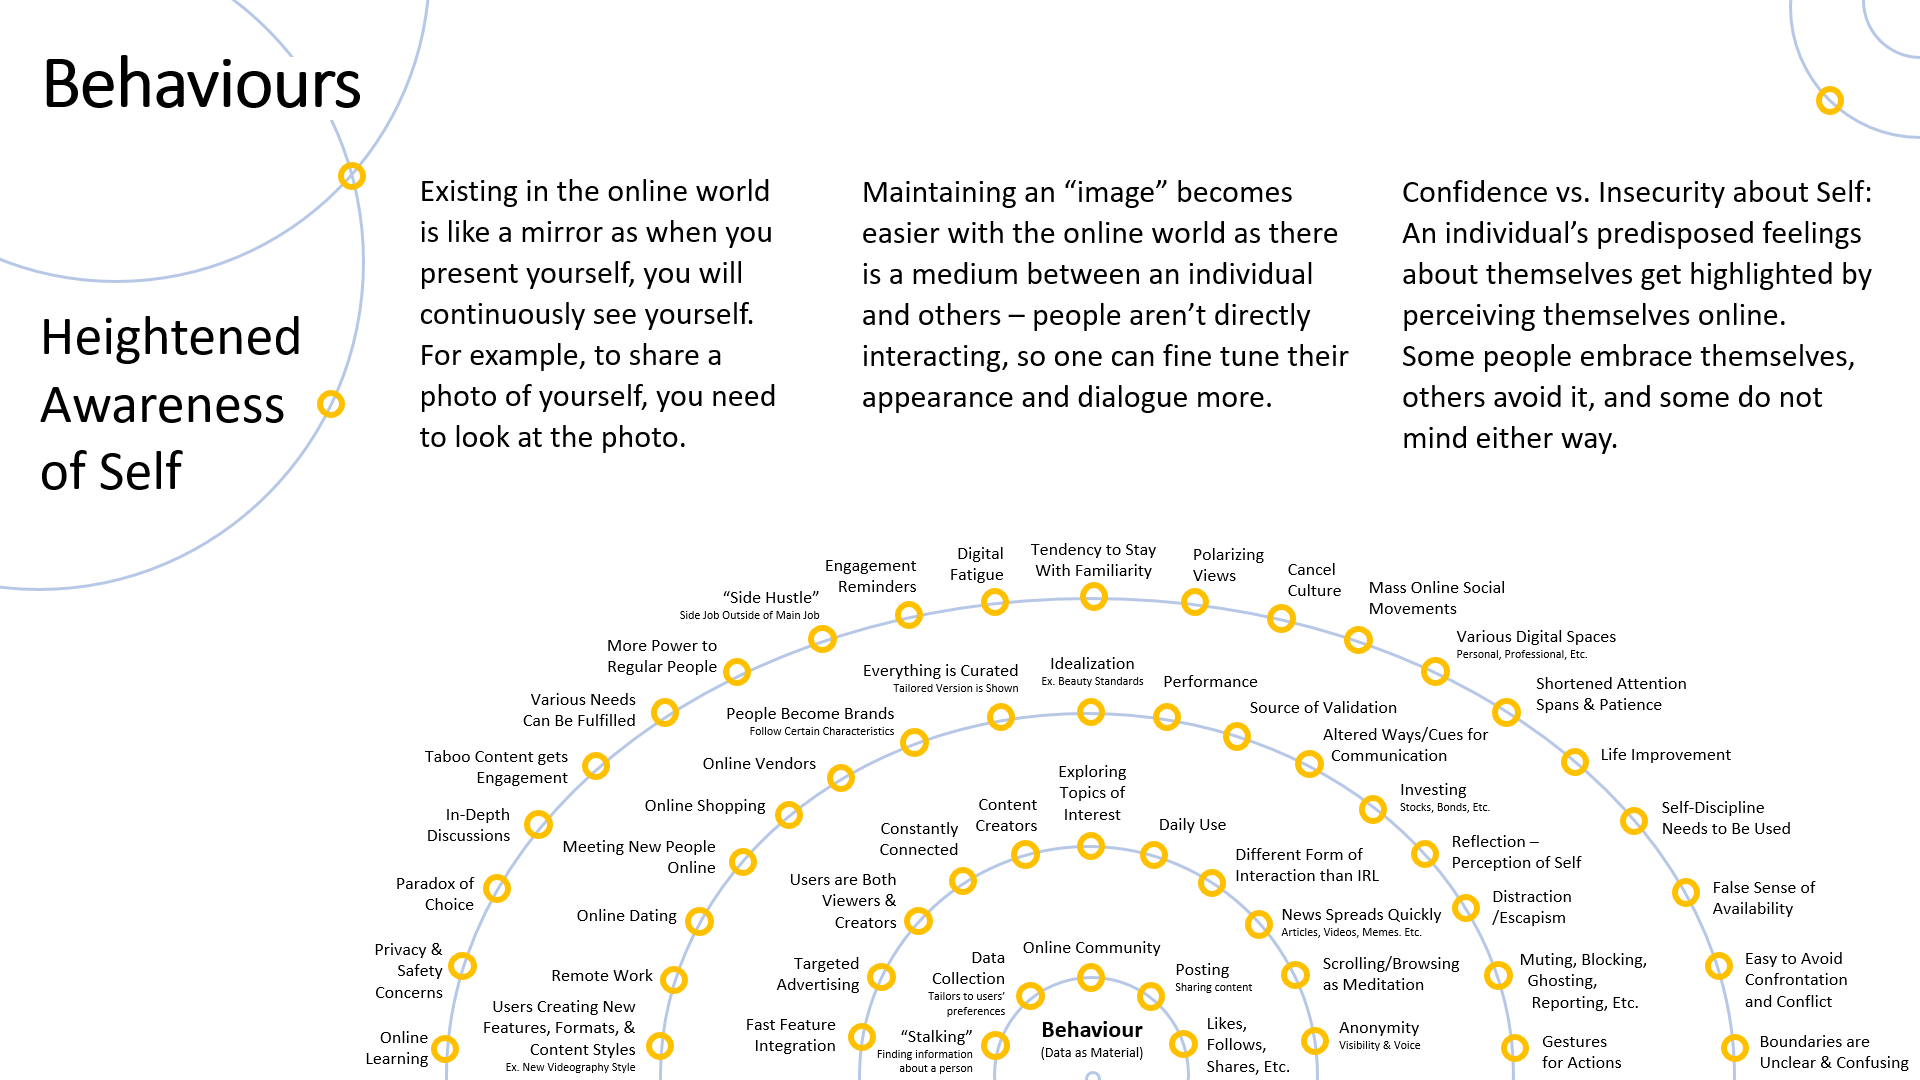 Behaviours
Heightened
Awareness
of Self
Existing in the online world
is like a mirror as when you
present yourself, you will
continuously see yourself.
For example, to share a
photo of yourself, you need
to look at the photo.
Maintaining an “image” becomes
easier with the online world as there
is a medium between an individual
and others – people aren’t directly
interacting, so one can fine tune their
appearance and dialogue more.
Confidence vs. Insecurity about Self:
An individual’s predisposed feelings
about themselves get highlighted by
perceiving themselves online.
Some people embrace themselves,
others avoid it, and some do not
mind either way.
Online
Learning
Privacy &
Safety
Concerns
Paradox of
Choice
In-Depth
Discussions
Taboo Content gets
Engagement
Various Needs
Can Be Fulfilled
More Power to
Regular People
“Side Hustle”
Side Job Outside of Main Job
Engagement
Reminders
Digital
Fatigue
Tendency to Stay
With Familiarity
Polarizing
Views
Cancel
Culture
Mass Online Social
Movements
Various Digital Spaces
Personal, Professional, Etc.
Shortened Attention
Spans & Patience
Life Improvement
Self-Discipline
Needs to Be Used
False Sense of
Availability
Easy to Avoid
Confrontation
and Conflict
Boundaries are
Unclear & Confusing
Users Creating New
Features, Formats, &
Content Styles
Ex. New Videography Style
Remote Work
Online Dating
Meeting New People
Online
Online Shopping
Online Vendors
People Become Brands
Follow Certain Characteristics
Everything is Curated
Tailored Version is Shown
Idealization
Ex. Beauty Standards
Performance
Source of Validation
Altered Ways/Cues for
Communication
Investing
Stocks, Bonds, Etc.
Reflection –
Perception of Self
Distraction
/Escapism
Muting, Blocking,
Ghosting,
Reporting, Etc.
Gestures
for Actions
Fast Feature
Integration
Targeted
Advertising
Users are Both
Viewers &
Creators
Constantly
Connected
Content
Creators
Exploring
Topics of
Interest
Daily Use
Different Form of
Interaction than IRL
News Spreads Quickly
Articles, Videos, Memes. Etc.
Scrolling/Browsing
as Meditation
Anonymity
Visibility & Voice
“Stalking”
Finding information
about a person
Data
Collection
Tailors to users’
preferences
Online Community
Posting
Sharing content
Likes,
Follows,
Shares, Etc.
Behaviour
(Data as Material)